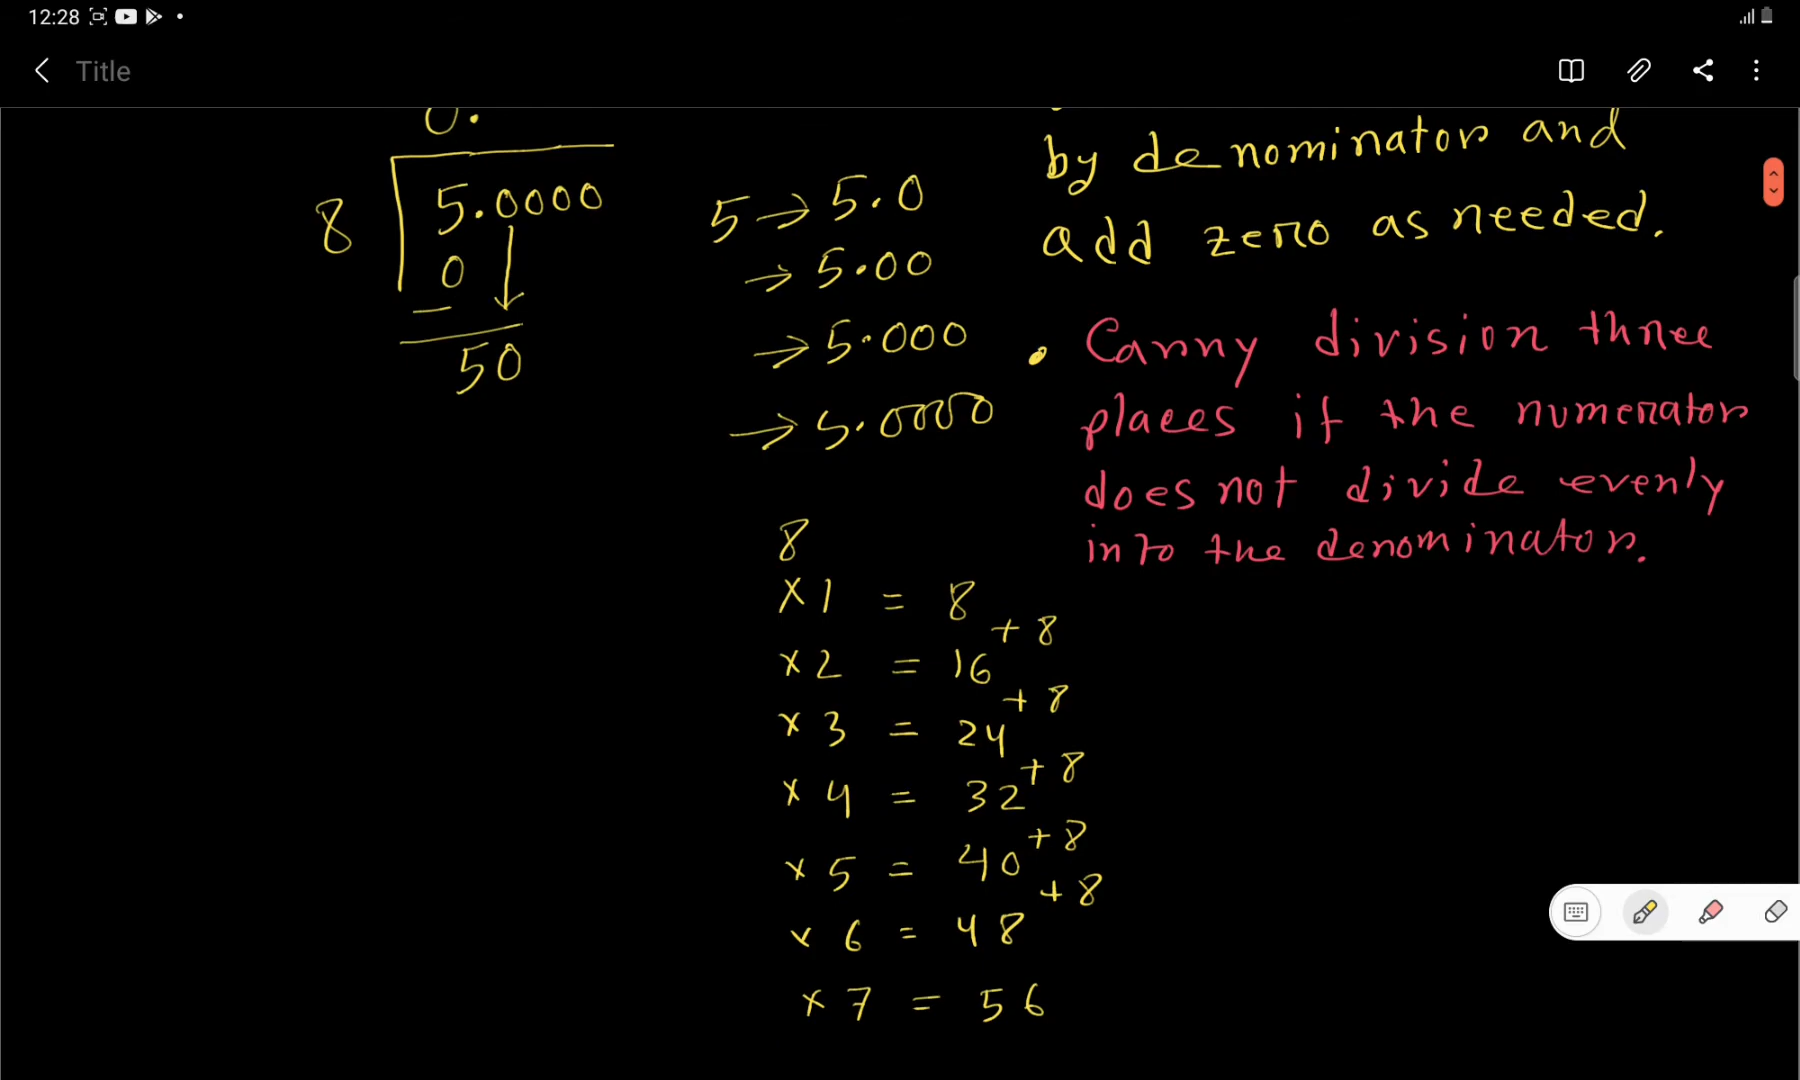 12:28
Title
0.
8 5.0000
0
-
50
5 → 5.0
→ 5.00
→ 5.000
→ 5.0000
by denominator and
add zero as needed.
• Carry division three
places if the numerator
does not divide evenly
into the denominator.
8
x 1 = 8
+ 8
x 2 = 16
+ 8
x 3 = 24
+ 8
x 4 = 32
+ 8
x 5 = 40
+ 8
x 6 = 48
x 7 = 56